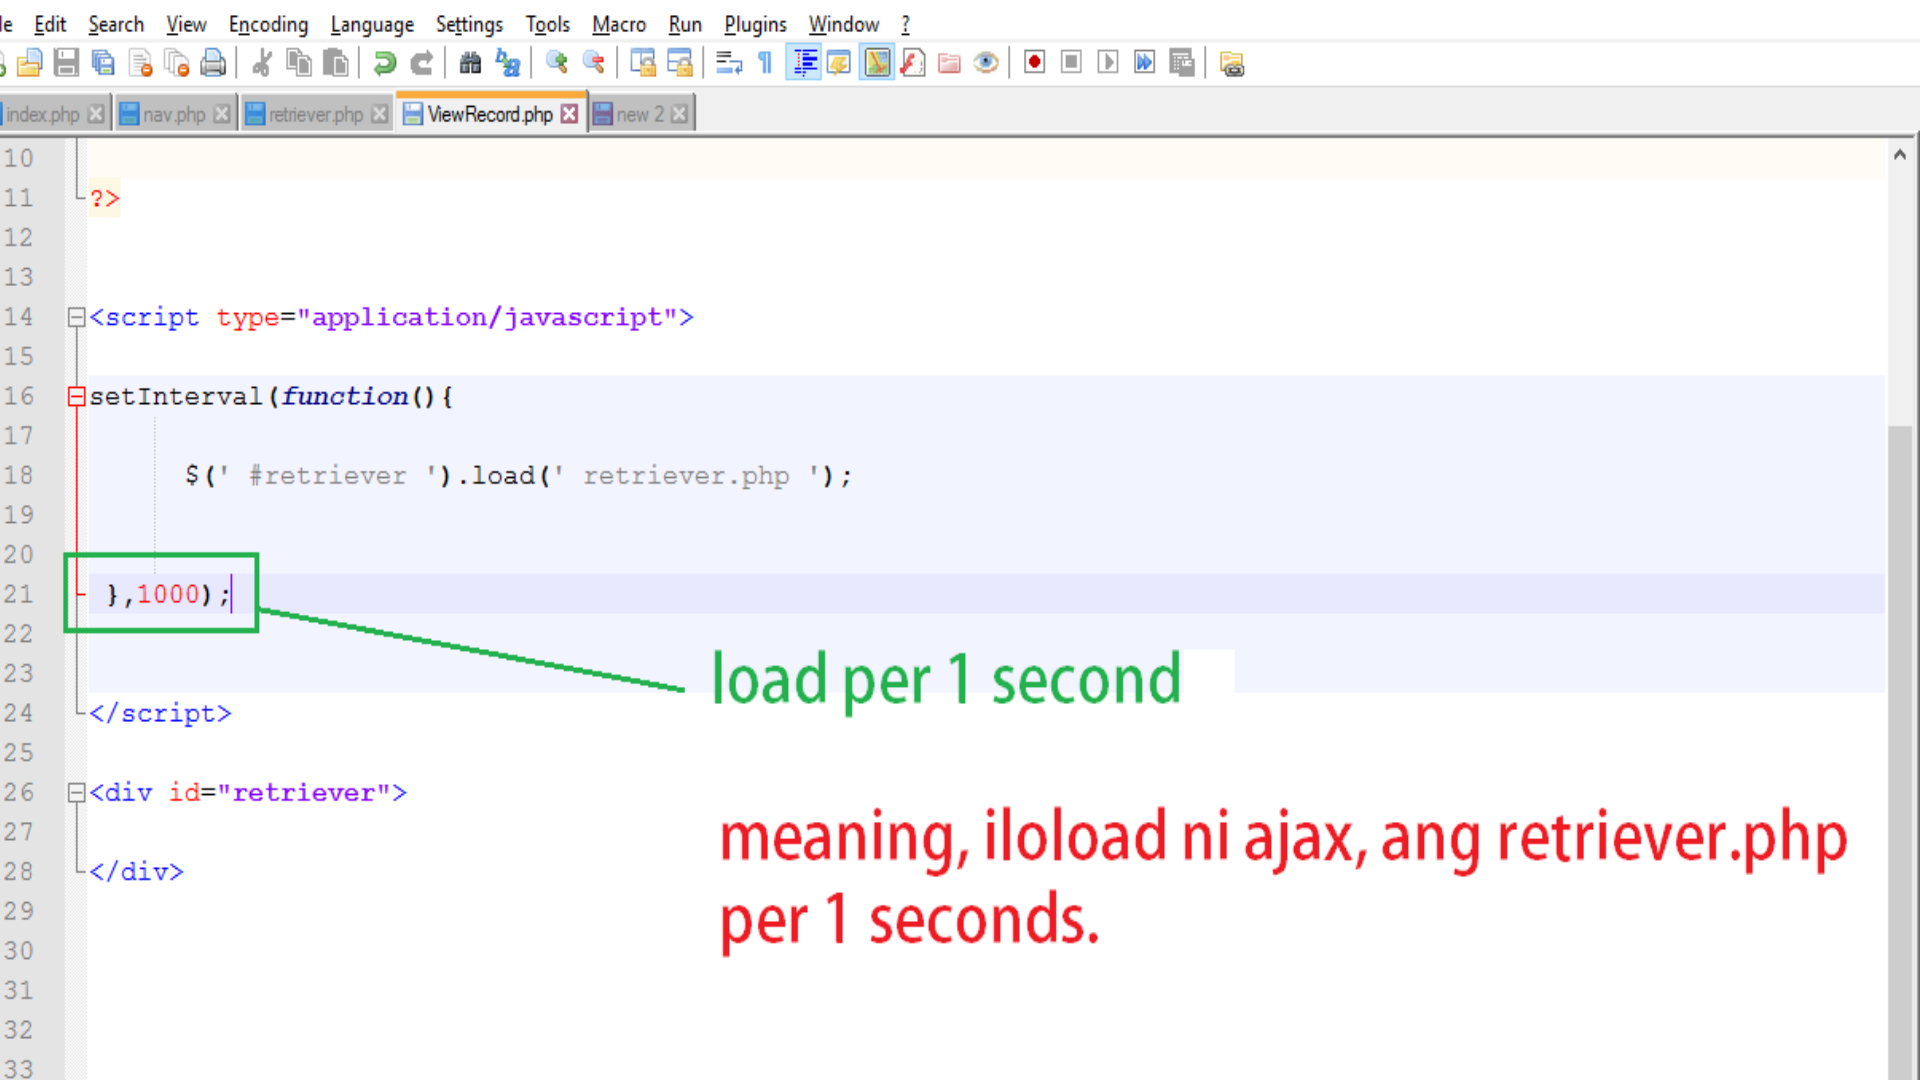 le Edit Search View Encoding Language Settings Tools Macro Run Plugins Window ?
index.php nav.php retriever.php ViewRecord.php new 2
10
11 ?>
12
13
14 <script type="application/javascript">
15
16 setInterval(function(){
17
18 $(' #retriever ').load(' retriever.php ');
19
20
21 },1000);
22
load per 1 second
23
24 </script>
25
26 <div id="retriever">
27
meaning, iloload ni ajax, ang retriever.php
28 </div>
29
per 1 seconds.
30
31
32
33